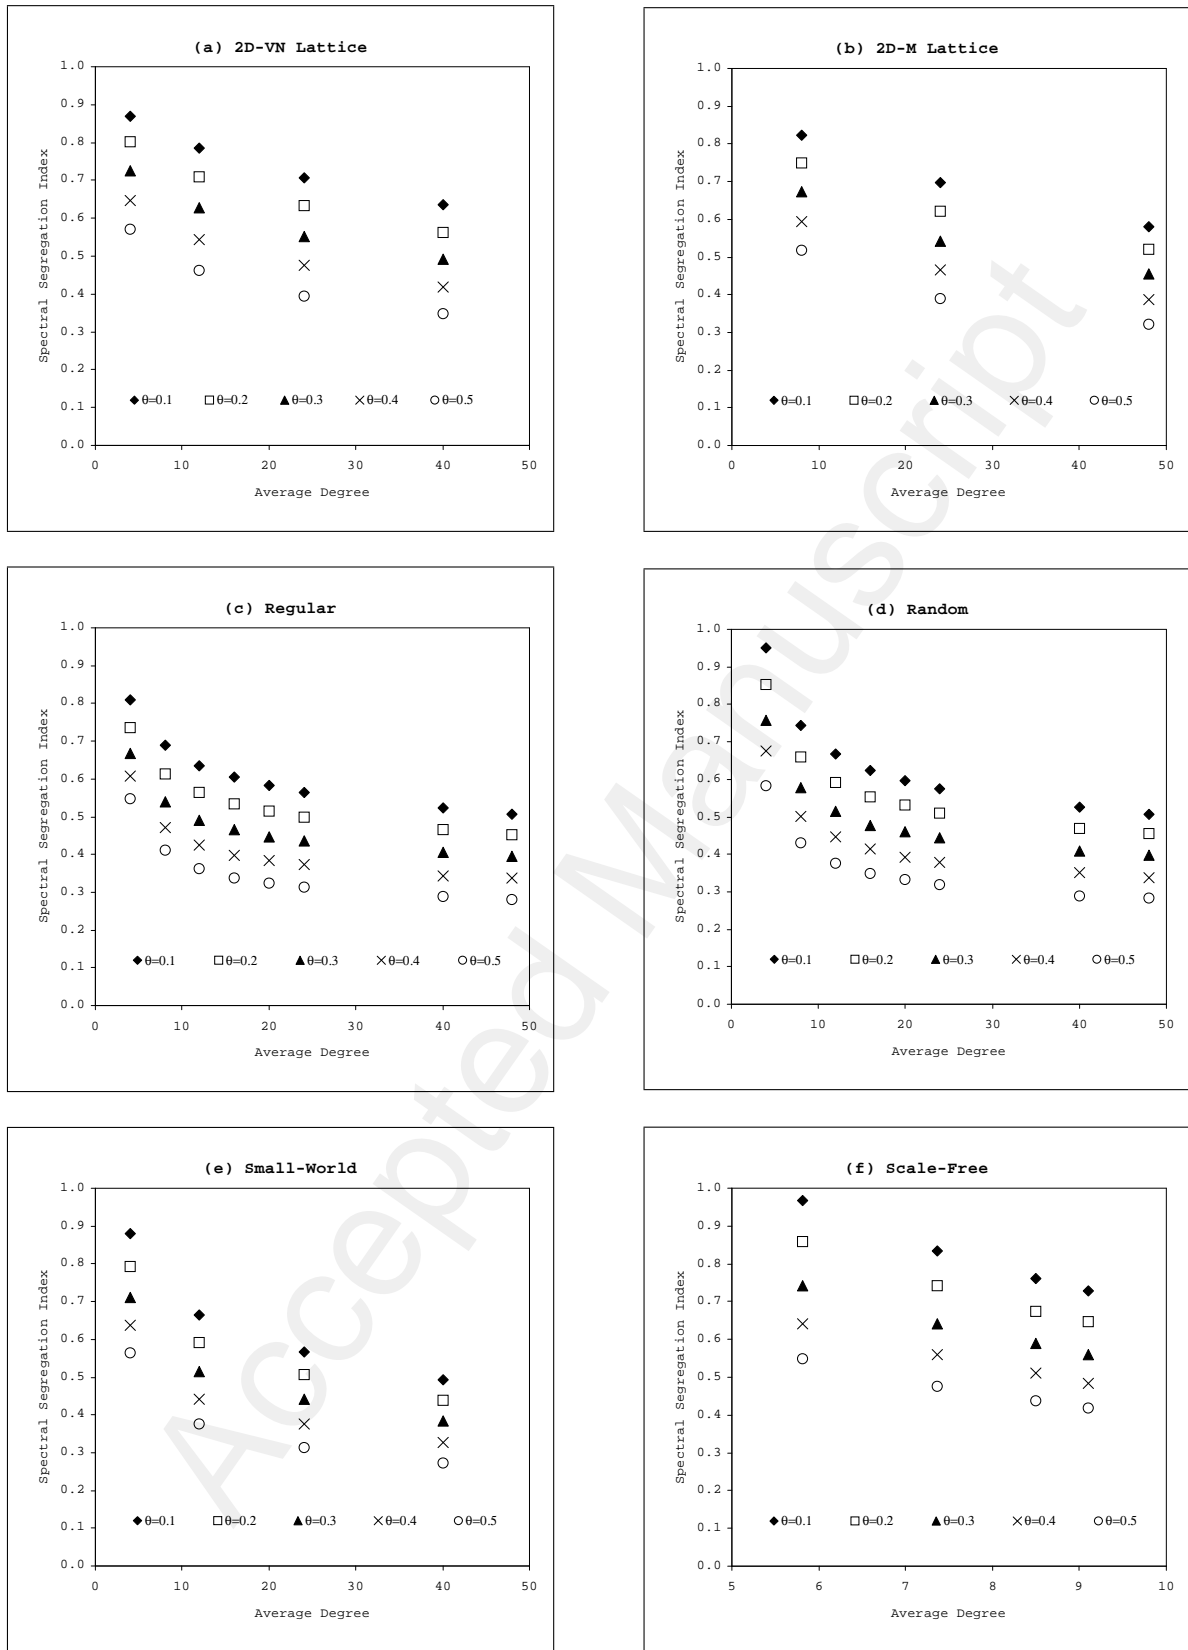 (a) 2D-VN Lattice
1.0
0.9
0.8
0.7
0.6
0.5
0.4
0.3
0.2
0.1
0.0
Spectral Segregation Index
θ=0.1 θ=0.2 θ=0.3 θ=0.4 θ=0.5
0 10 20 30 40 50
Average Degree
(b) 2D-M Lattice
1.0
0.9
0.8
0.7
0.6
0.5
0.4
0.3
0.2
0.1
0.0
Spectral Segregation Index
θ=0.1 θ=0.2 θ=0.3 θ=0.4 θ=0.5
0 10 20 30 40 50
Average Degree
(c) Regular
1.0
0.9
0.8
0.7
0.6
0.5
0.4
0.3
0.2
0.1
0.0
Spectral Segregation Index
θ=0.1 θ=0.2 θ=0.3 θ=0.4 θ=0.5
0 10 20 30 40 50
Average Degree
(d) Random
1.0
0.9
0.8
0.7
0.6
0.5
0.4
0.3
0.2
0.1
0.0
Spectral Segregation Index
θ=0.1 θ=0.2 θ=0.3 θ=0.4 θ=0.5
0 10 20 30 40 50
Average Degree
(e) Small-World
1.0
0.9
0.8
0.7
0.6
0.5
0.4
0.3
0.2
0.1
0.0
Spectral Segregation Index
θ=0.1 θ=0.2 θ=0.3 θ=0.4 θ=0.5
0 10 20 30 40 50
Average Degree
(f) Scale-Free
1.0
0.9
0.8
0.7
0.6
0.5
0.4
0.3
0.2
0.1
0.0
Spectral Segregation Index
θ=0.1 θ=0.2 θ=0.3 θ=0.4 θ=0.5
5 6 7 8 9 10
Average Degree
Accepted Manuscript